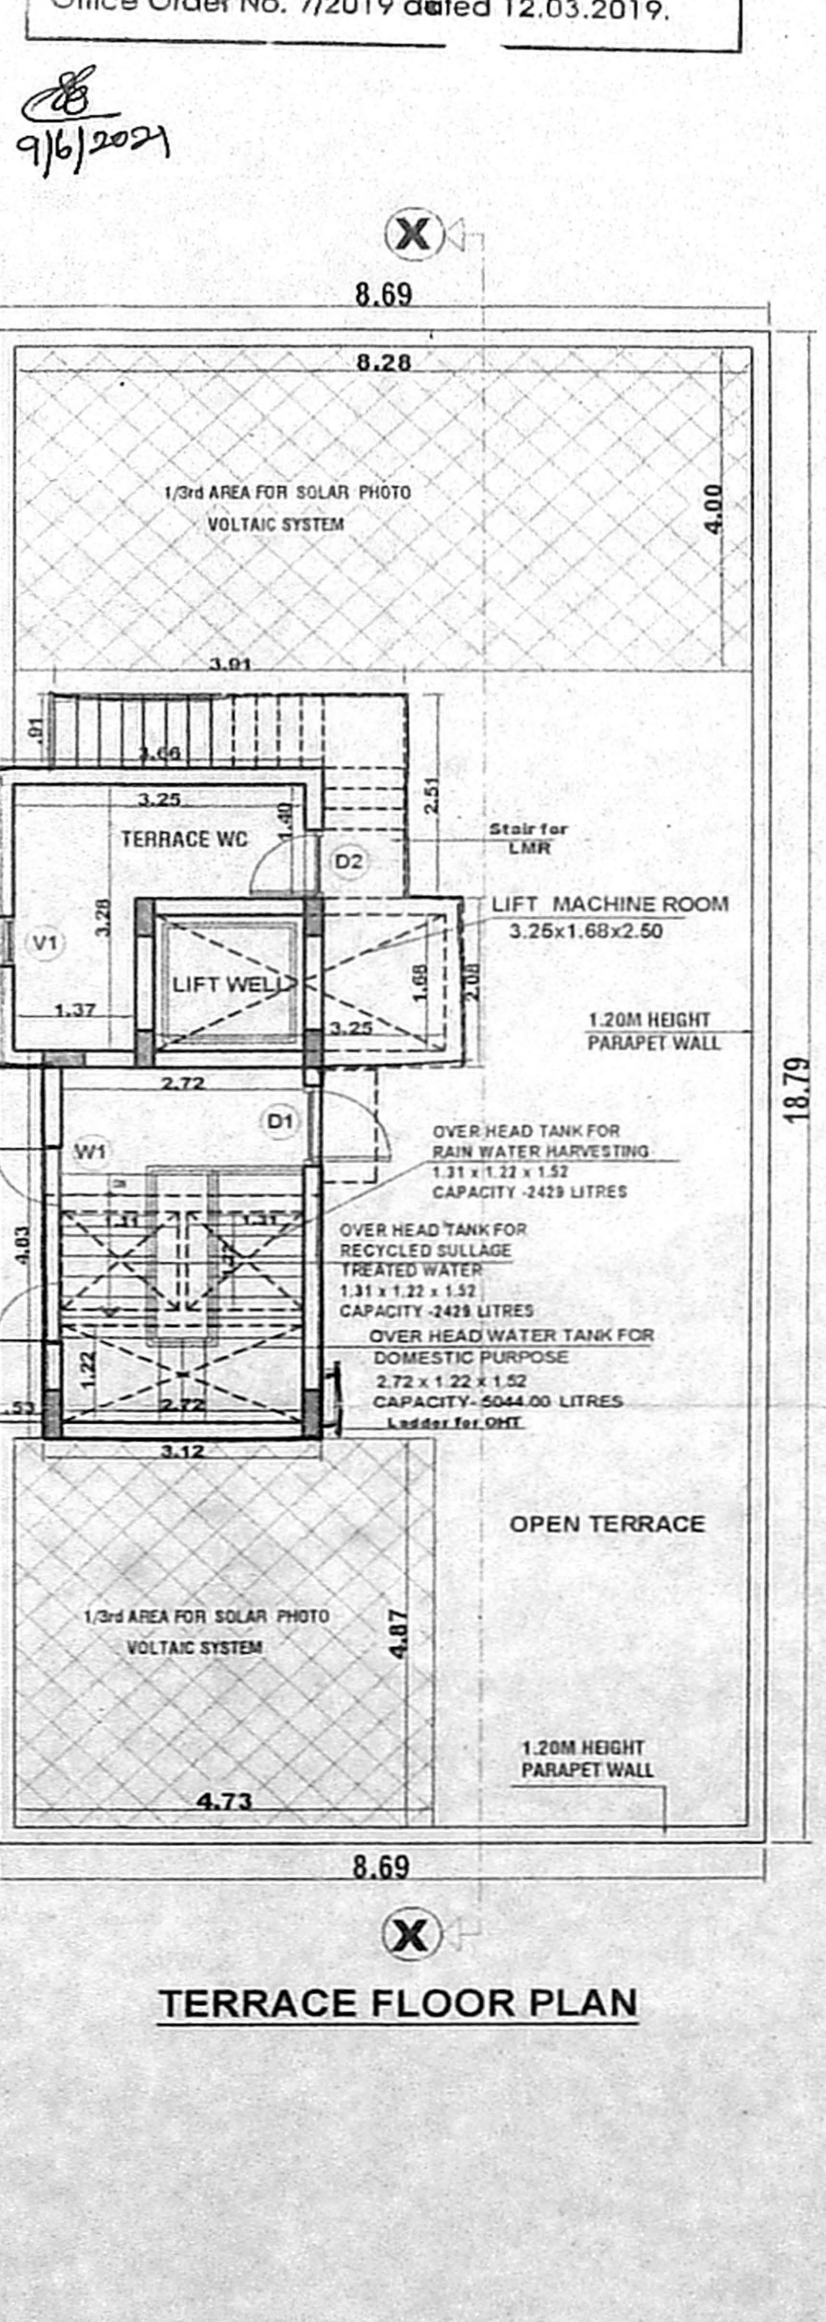 Office Order No. 7/2019 dated 12.03.2019.
9/6/2021
X
8.69
8.28
1/3rd AREA FOR SOLAR PHOTO
VOLTAIC SYSTEM
4.00
3.91
.91
3.66
3.25
1.40
2.51
TERRACE WC
Stair for
LMR
D2
3.28
LIFT MACHINE ROOM
3.25x1.68x2.50
V1
LIFT WELL
1.68
2.08
1.37
3.25
1.20M HEIGHT
PARAPET WALL
18.79
2.72
D1
W1
OVER HEAD TANK FOR
RAIN WATER HARVESTING
1.31 x 1.22 x 1.52
CAPACITY -2429 LITRES
1.31
1.31
4.83
OVER HEAD TANK FOR
RECYCLED SULLAGE
TREATED WATER
1.31 x 1.22 x 1.52
CAPACITY -2429 LITRES
OVER HEAD WATER TANK FOR
DOMESTIC PURPOSE
2.72 x 1.22 x 1.52
CAPACITY- 5044.00 LITRES
1.22
2.72
.53
Ladder for OHT
3.12
OPEN TERRACE
1/3rd AREA FOR SOLAR PHOTO
VOLTAIC SYSTEM
4.87
1.20M HEIGHT
PARAPET WALL
4.73
8.69
X
TERRACE FLOOR PLAN